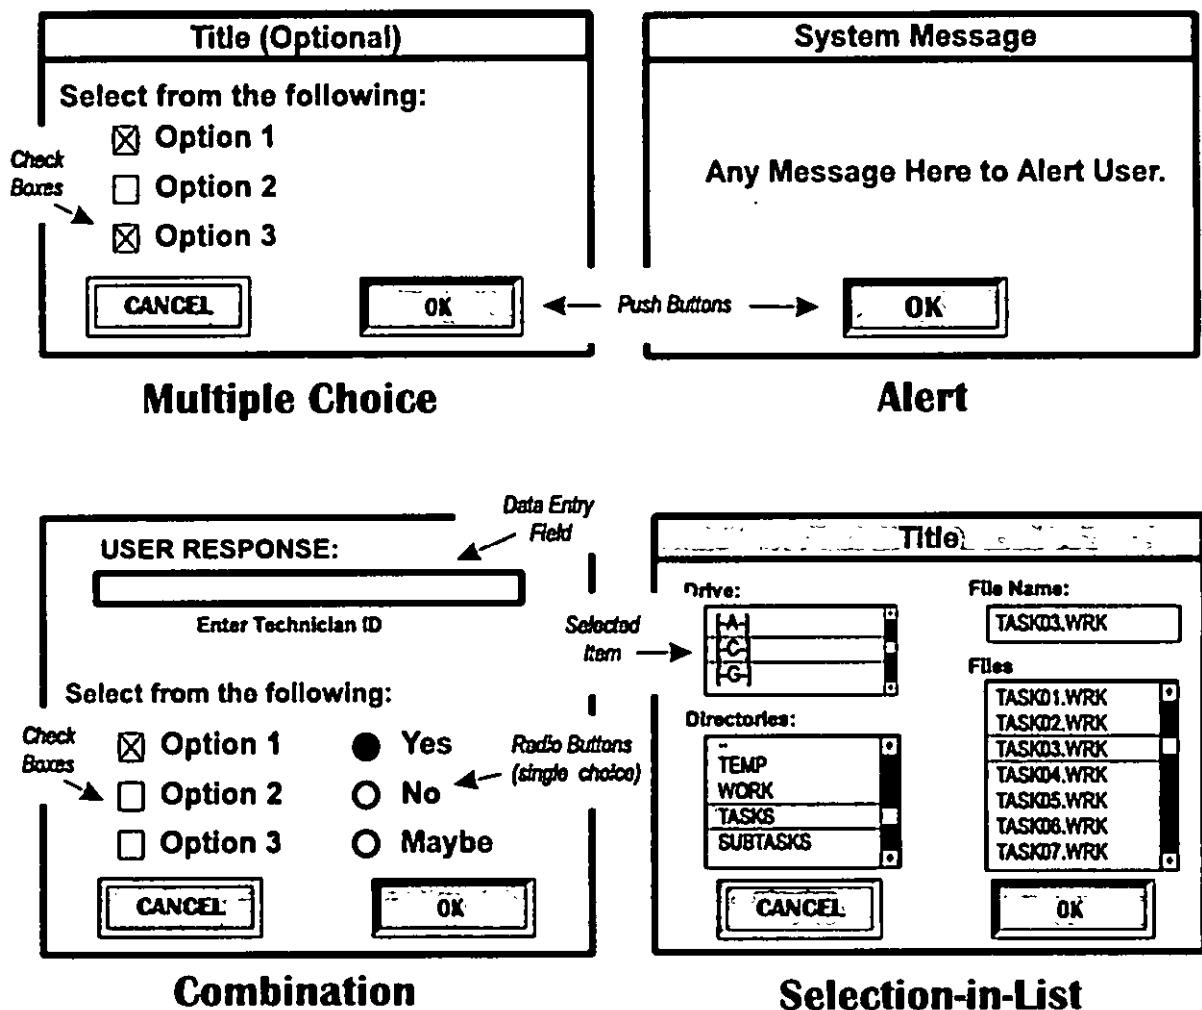 Title (Optional)
Select from the following:
Option 1
Option 2
Option 3
Check
Boxes
CANCEL
OK
Multiple Choice
System Message
Any Message Here to Alert User.
Push Buttons
OK
Alert
Data Entry
Field
USER RESPONSE:
Enter Technician ID
Select from the following:
Check
Boxes
Option 1
Option 2
Option 3
Yes
No
Maybe
Radio Buttons
(single choice)
CANCEL
OK
Combination
Title
Drive:
[-A-]
[-C-]
[-G-]
Selected
Item
Directories:
..
TEMP
WORK
TASKS
SUBTASKS
File Name:
TASK03.WRK
Files
TASK01.WRK
TASK02.WRK
TASK03.WRK
TASK04.WRK
TASK05.WRK
TASK06.WRK
TASK07.WRK
CANCEL
OK
Selection-in-List